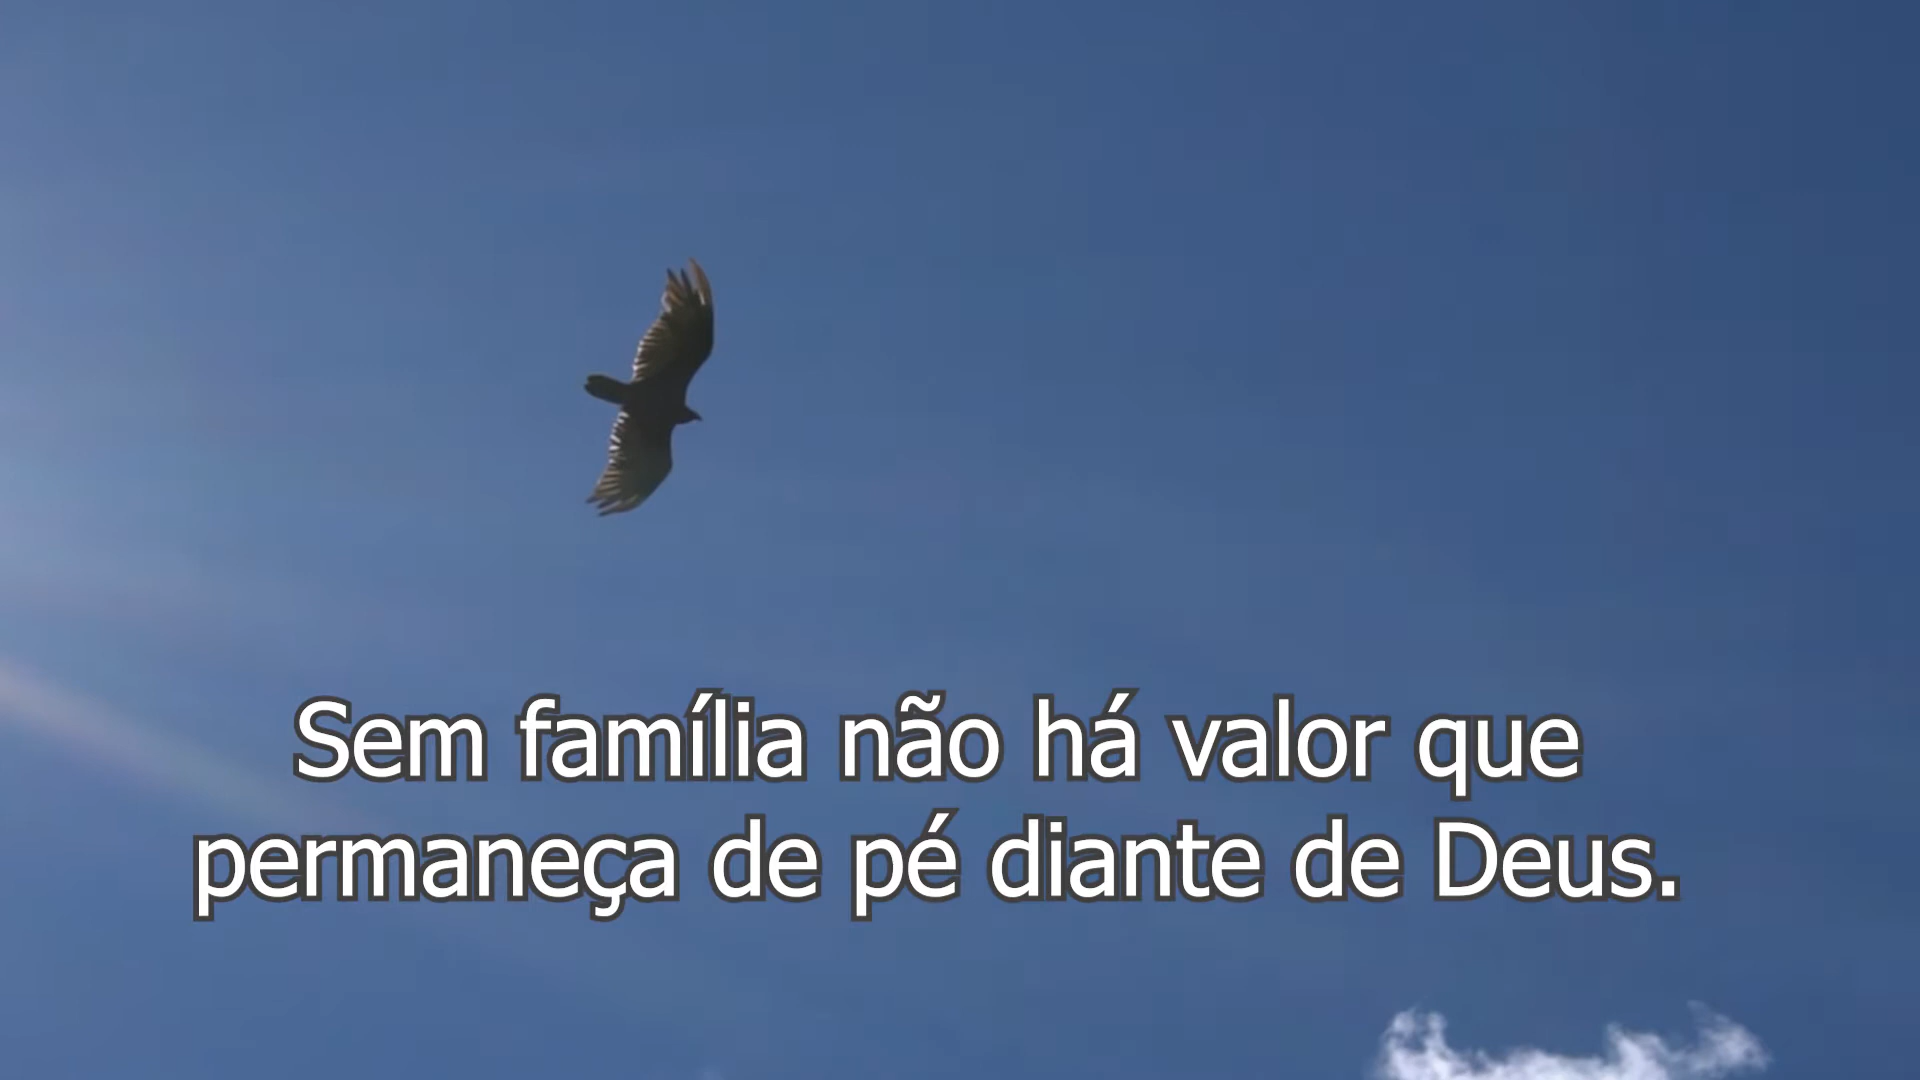 Sem família não há valor que
permaneça de pé diante de Deus.